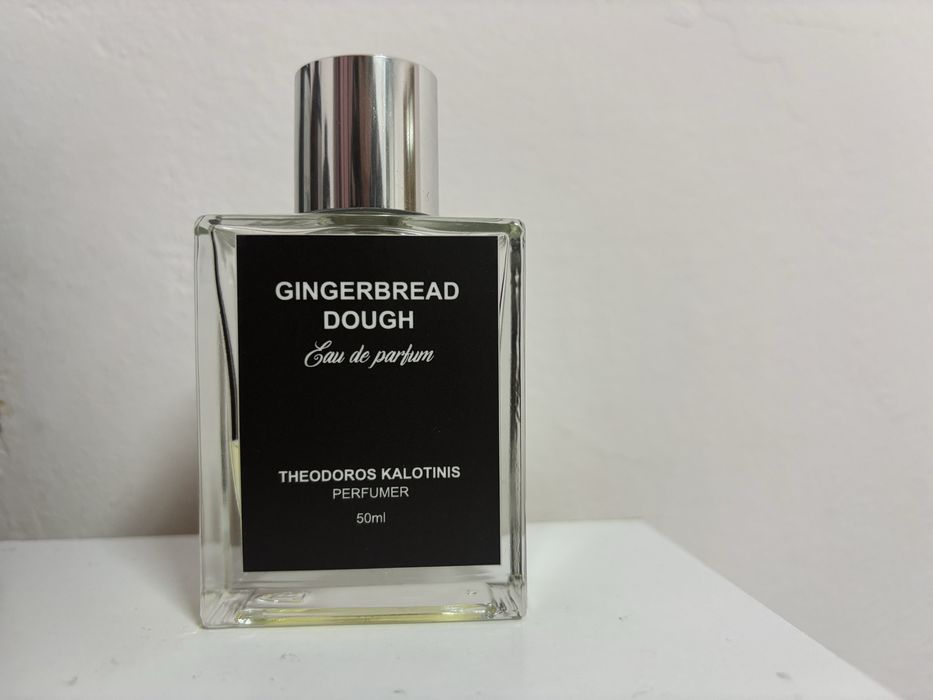 GINGERBREAD
DOUGH
Eau de parfum
THEODOROS KALOTINIS
PERFUMER
50ml